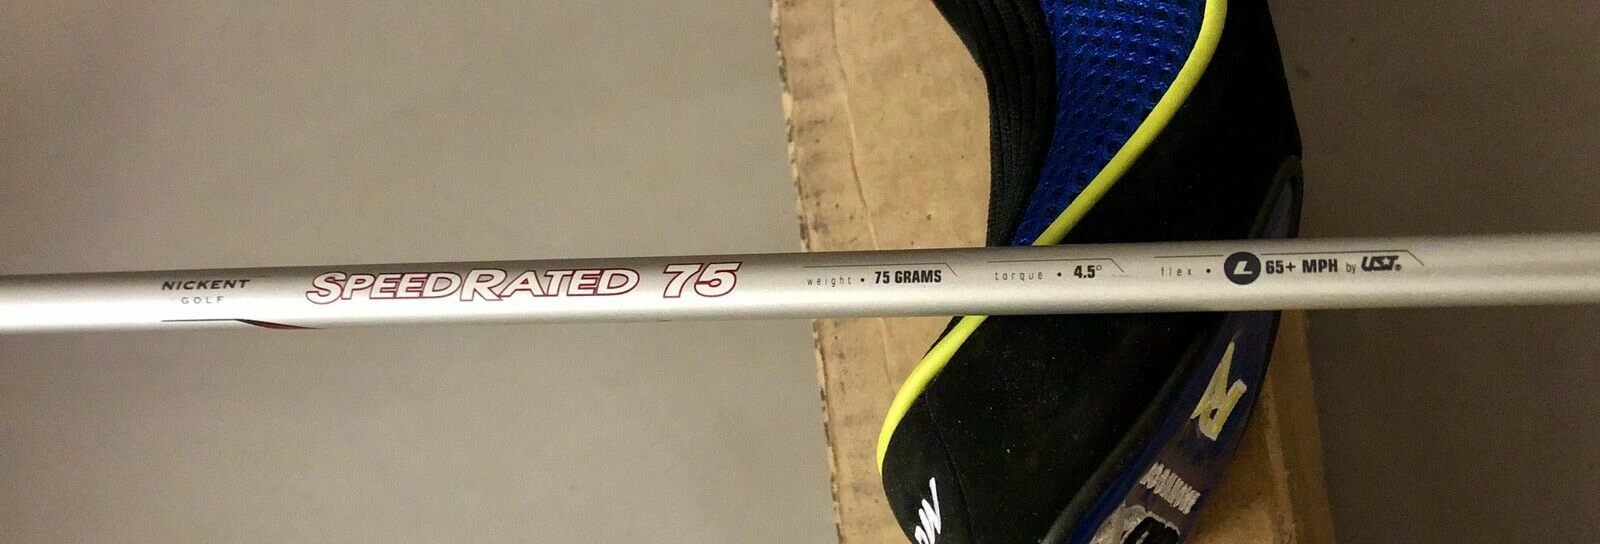 NICKENT
GOLF
SPEEDRATED 75
weight • 75 GRAMS
torque • 4.5°
flex • L 65+ MPH by UST®